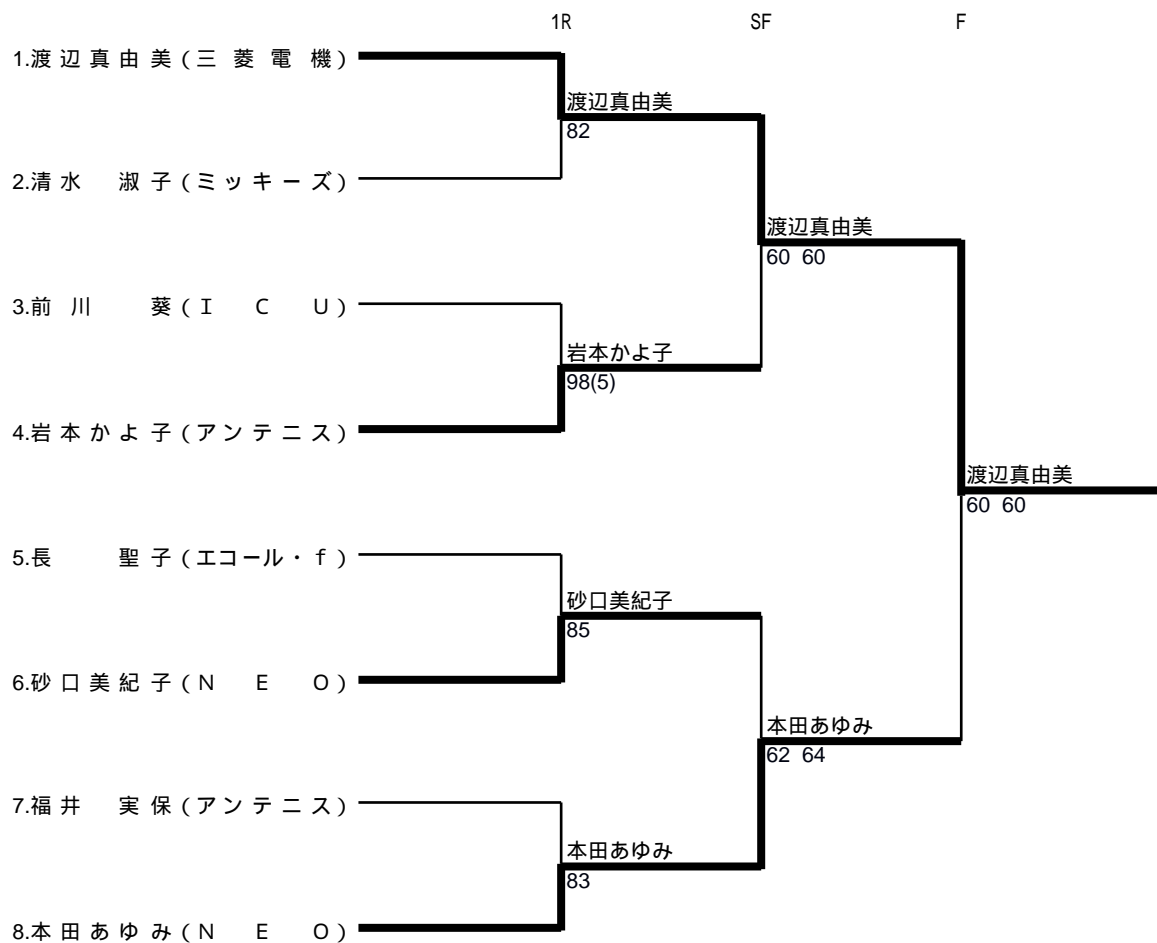 1R SF F
1.渡辺真由美(三菱電機)
渡辺真由美
82
2.清水 淑子(ミッキーズ)
渡辺真由美
60 60
3.前川 葵(I C U)
岩本かよ子
98(5)
4.岩本かよ子(アンテニス)
渡辺真由美
60 60
5.長 聖子(エコール・f)
砂口美紀子
85
6.砂口美紀子(N E O)
本田あゆみ
62 64
7.福井 実保(アンテニス)
本田あゆみ
83
8.本田あゆみ(N E O)